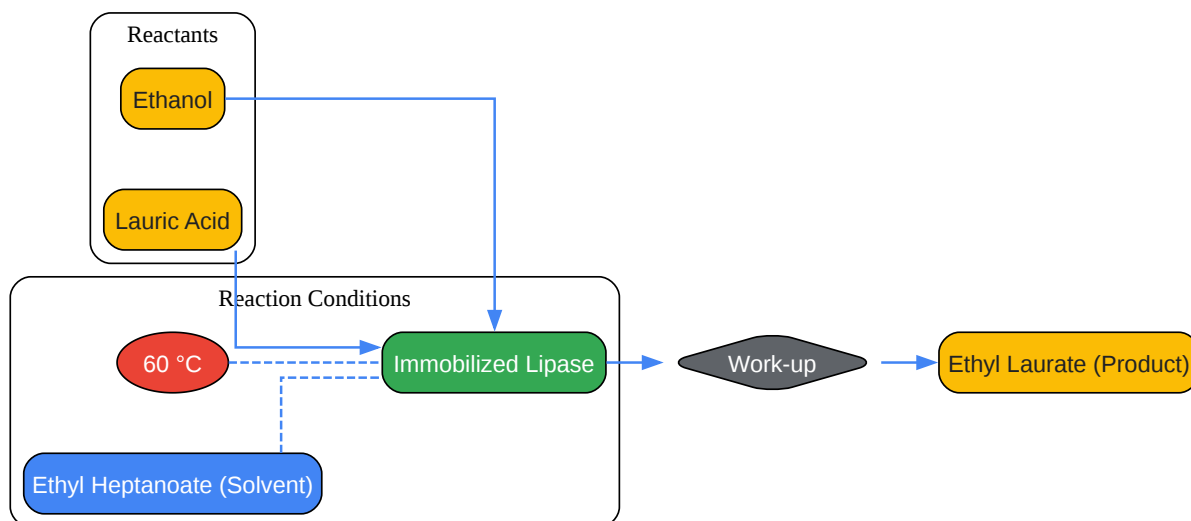 Reactants
Ethanol
Lauric Acid
Reaction Conditions
60 °C
Immobilized Lipase
Work-up
Ethyl Laurate (Product)
Ethyl Heptanoate (Solvent)